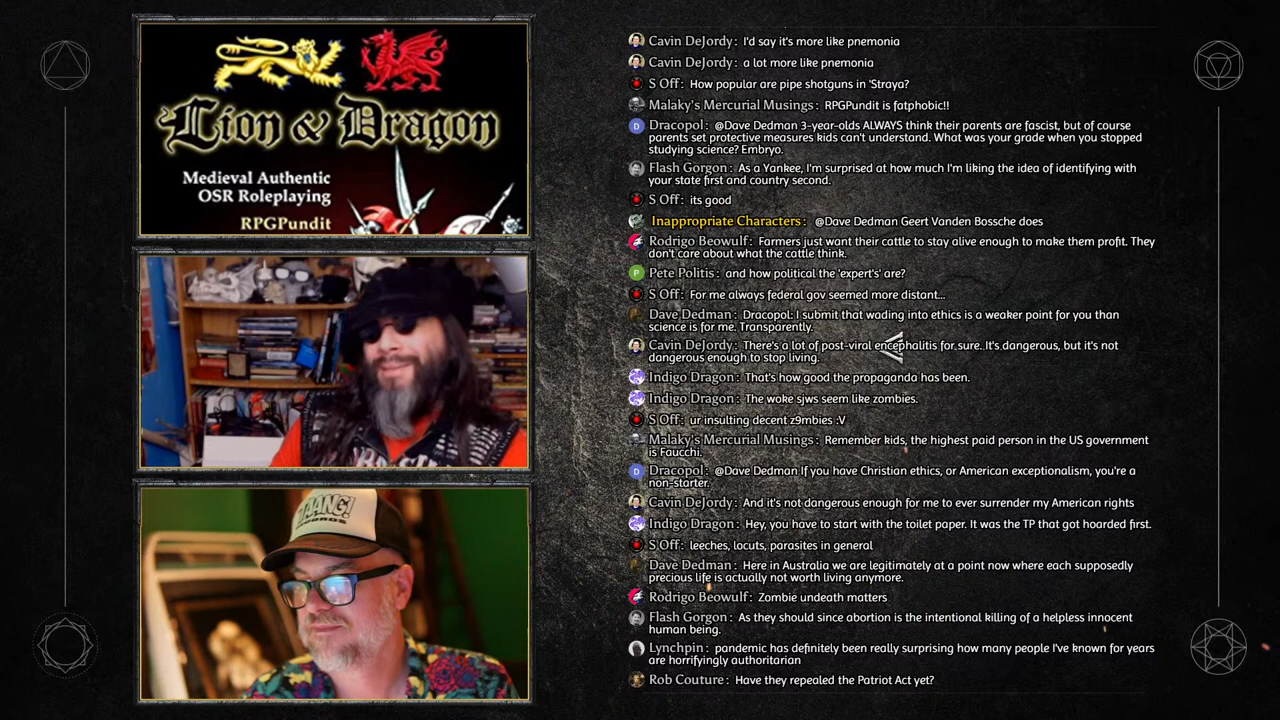 Lion & Dragon
Medieval Authentic
OSR Roleplaying
RPGPundit
TAANG!
RECORDS
Cavin DeJordy: I'd say it's more like pnemonia
Cavin DeJordy: a lot more like pnemonia
S Off: How popular are pipe shotguns in 'Straya?
Malaky's Mercurial Musings: RPGPundit is fatphobic!!
D Dracopol: @Dave Dedman 3-year-olds ALWAYS think their parents are fascist, but of course
parents set protective measures kids can't understand. What was your grade when you stopped
studying science? Embryo.
Flash Gorgon: As a Yankee, I'm surprised at how much I'm liking the idea of identifying with
your state first and country second.
S Off: its good
Inappropriate Characters: @Dave Dedman Geert Vanden Bossche does
Rodrigo Beowulf: Farmers just want their cattle to stay alive enough to make them profit. They
don't care about what the cattle think.
P Pete Politis: and how political the 'expert's' are?
S Off: For me always federal gov seemed more distant...
Dave Dedman: Dracopol: I submit that wading into ethics is a weaker point for you than
science is for me. Transparently.
Cavin DeJordy: There's a lot of post-viral encephalitis for sure. It's dangerous, but it's not
dangerous enough to stop living.
Indigo Dragon: That's how good the propaganda has been.
Indigo Dragon: The woke sjws seem like zombies.
S Off: ur insulting decent z9mbies :V
Malaky's Mercurial Musings: Remember kids, the highest paid person in the US government
is Faucchi.
D Dracopol: @Dave Dedman If you have Christian ethics, or American exceptionalism, you're a
non-starter.
Cavin DeJordy: And it's not dangerous enough for me to ever surrender my American rights
Indigo Dragon: Hey, you have to start with the toilet paper. It was the TP that got hoarded first.
S Off: leeches, locuts, parasites in general
Dave Dedman: Here in Australia we are legitimately at a point now where each supposedly
precious life is actually not worth living anymore.
Rodrigo Beowulf: Zombie undeath matters
Flash Gorgon: As they should since abortion is the intentional killing of a helpless innocent
human being.
Lynchpin: pandemic has definitely been really surprising how many people I've known for years
are horrifyingly authoritarian
Rob Couture: Have they repealed the Patriot Act yet?